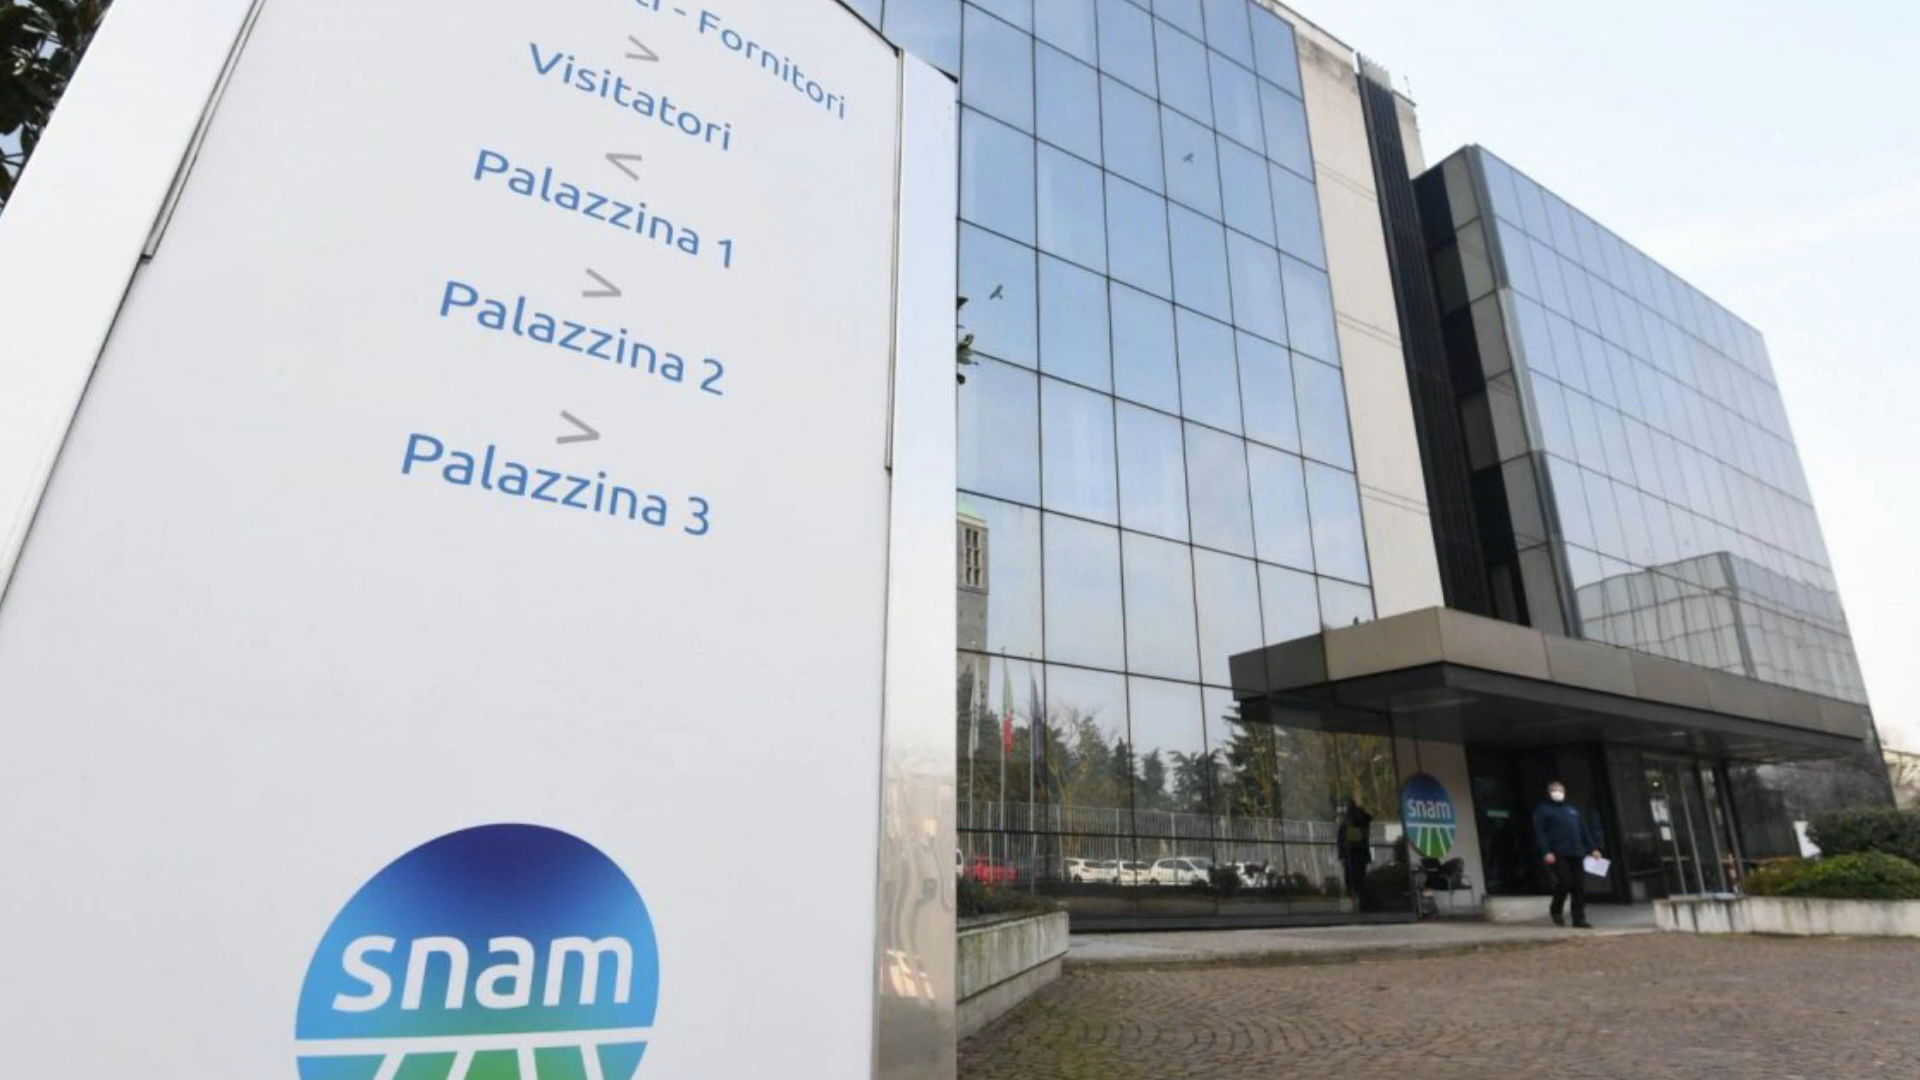 - Fornitori
>
Visitatori
<
Palazzina 1
>
Palazzina 2
>
Palazzina 3
snam
snam